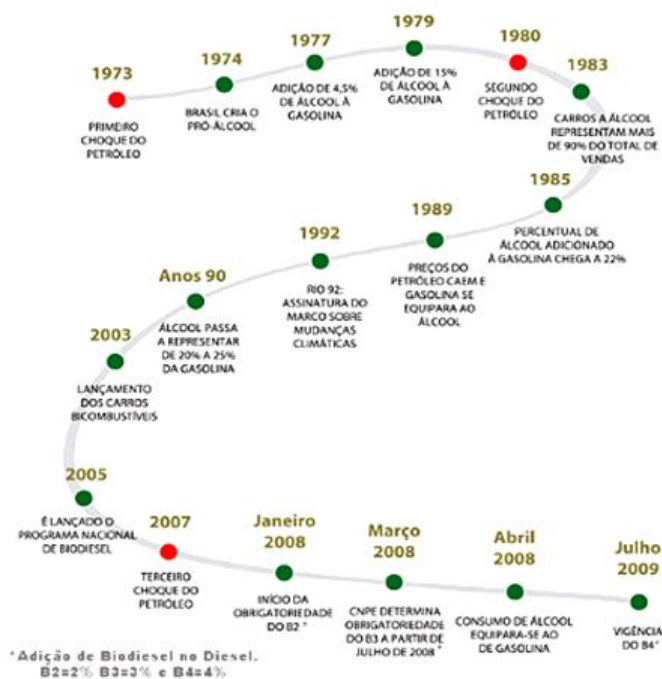 1973
PRIMEIRO
CHOQUE DO
PETRÓLEO
1974
BRASIL CRIA O
PRÓ-ÁLCOOL
1977
ADIÇÃO DE 4,5%
DE ÁLCOOL À
GASOLINA
1979
ADIÇÃO DE 15%
DE ÁLCOOL À
GASOLINA
1980
SEGUNDO
CHOQUE DO
PETRÓLEO
1983
CARROS A ÁLCOOL
REPRESENTAM MAIS
DE 90% DO TOTAL DE
VENDAS
1985
PERCENTUAL DE
ÁLCOOL ADICIONADO
À GASOLINA CHEGA A 22%
1989
PREÇOS DO
PETRÓLEO CAEM E
GASOLINA SE
EQUIPARA AO
ÁLCOOL
1992
RIO 92:
ASSINATURA DO
MARCO SOBRE
MUDANÇAS
CLIMÁTICAS
Anos 90
ÁLCOOL PASSA
A REPRESENTAR
DE 20% A 25%
DA GASOLINA
2003
LANÇAMENTO
DOS CARROS
BICOMBUSTÍVEIS
2005
É LANÇADO O
PROGRAMA NACIONAL
DE BIODIESEL
2007
TERCEIRO
CHOQUE DO
PETRÓLEO
Janeiro
2008
INÍCIO DA
OBRIGATORIEDADE
DO B2 *
Março
2008
CNPE DETERMINA
OBRIGATORIEDADE
DO B3 A PARTIR DE
JULHO DE 2008 *
Abril
2008
CONSUMO DE ÁLCOOL
EQUIPARA-SE AO
DE GASOLINA
Julho
2009
VIGÊNCIA
DO B4*
*Adição de Biodiesel no Diesel.
B2=2% B3=3% e B4=4%